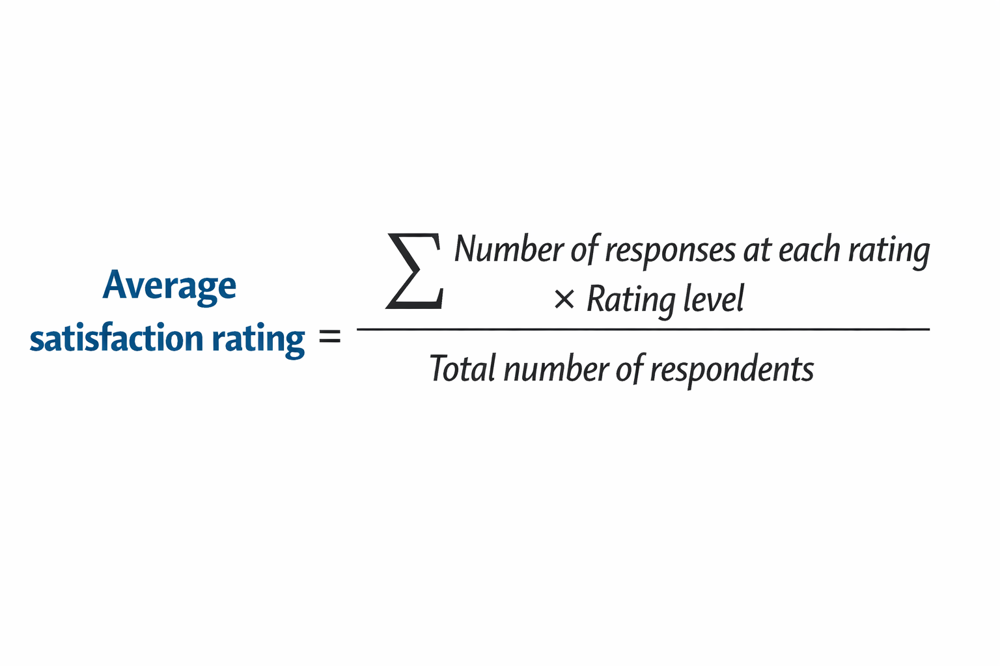 Average
satisfaction rating =
∑ Number of responses at each rating
× Rating level
Total number of respondents